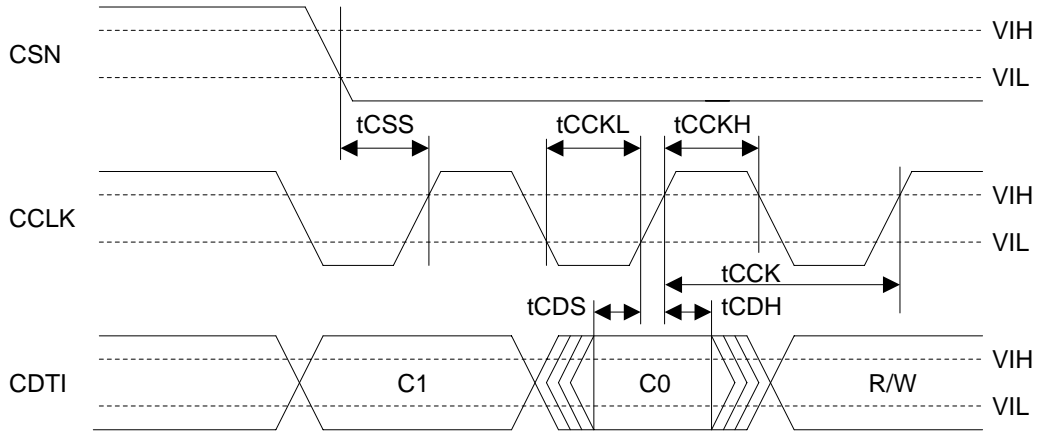 CSN
VIH
VIL
tCSS
tCCKL
tCCKH
CCLK
VIH
VIL
tCCK
tCDS
tCDH
CDTI
C1
C0
R/W
VIH
VIL